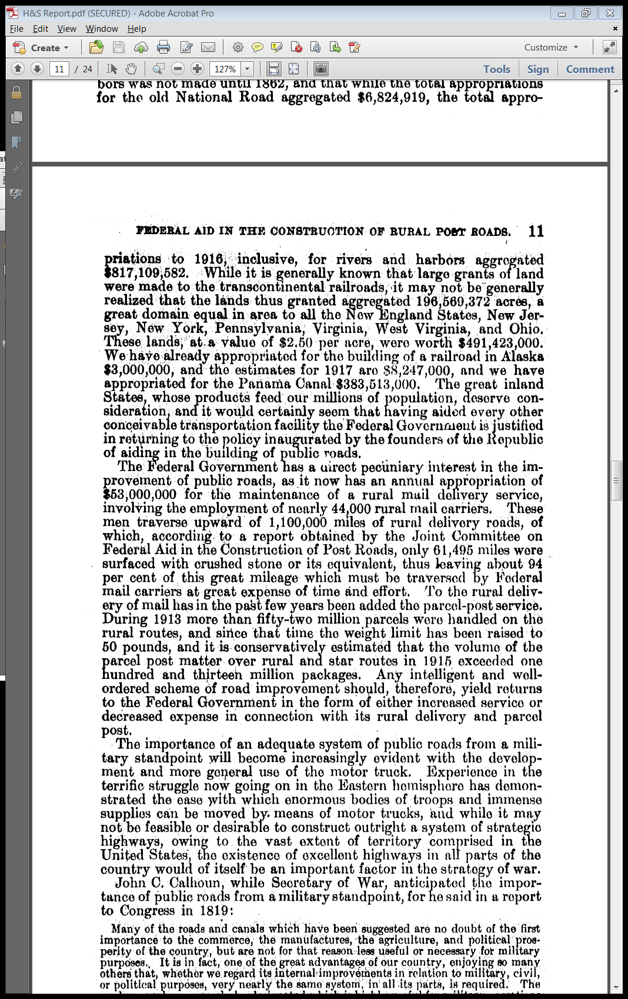 H&S Report.pdf (SECURED) - Adobe Acrobat Pro
File Edit View Window Help
Create
Customize
11 / 24
127%
Tools Sign Comment
bors was not made until 1862, and that while the total appropriations
for the old National Road aggregated $6,824,919, the total appro-
FEDERAL AID IN THE CONSTRUCTION OF RURAL POST ROADS. 11
priations to 1916, inclusive, for rivers and harbors aggregated
$817,109,582. While it is generally known that large grants of land
were made to the transcontinental railroads, it may not be generally
realized that the lands thus granted aggregated 196,569,372 acres, a
great domain equal in area to all the New England States, New Jer-
sey, New York, Pennsylvania, Virginia, West Virginia, and Ohio.
These lands, at a value of $2.50 per acre, were worth $491,423,000.
We have already appropriated for the building of a railroad in Alaska
$3,000,000, and the estimates for 1917 are $8,247,000, and we have
appropriated for the Panama Canal $383,513,000. The great inland
States, whose products feed our millions of population, deserve con-
sideration, and it would certainly seem that having aided every other
conceivable transportation facility the Federal Government is justified
in returning to the policy inaugurated by the founders of the Republic
of aiding in the building of public roads.
The Federal Government has a direct pecuniary interest in the im-
provement of public roads, as it now has an annual appropriation of
$53,000,000 for the maintenance of a rural mail delivery service,
involving the employment of nearly 44,000 rural mail carriers. These
men traverse upward of 1,100,000 miles of rural delivery roads, of
which, according to a report obtained by the Joint Committee on
Federal Aid in the Construction of Post Roads, only 61,495 miles were
surfaced with crushed stone or its equivalent, thus leaving about 94
per cent of this great mileage which must be traversed by Federal
mail carriers at great expense of time and effort. To the rural deliv-
ery of mail has in the past few years been added the parcel-post service.
During 1913 more than fifty-two million parcels were handled on the
rural routes, and since that time the weight limit has been raised to
50 pounds, and it is conservatively estimated that the volume of the
parcel post matter over rural and star routes in 1915 exceeded one
hundred and thirteen million packages. Any intelligent and well-
ordered scheme of road improvement should, therefore, yield returns
to the Federal Government in the form of either increased service or
decreased expense in connection with its rural delivery and parcel
post.
The importance of an adequate system of public roads from a mili-
tary standpoint will become increasingly evident with the develop-
ment and more general use of the motor truck. Experience in the
terrific struggle now going on in the Eastern hemisphere has demon-
strated the ease with which enormous bodies of troops and immense
supplies can be moved by means of motor trucks, and while it may
not be feasible or desirable to construct outright a system of strategic
highways, owing to the vast extent of territory comprised in the
United States, the existence of excellent highways in all parts of the
country would of itself be an important factor in the strategy of war.
John C. Calhoun, while Secretary of War, anticipated the impor-
tance of public roads from a military standpoint, for he said in a report
to Congress in 1819:
Many of the roads and canals which have been suggested are no doubt of the first
importance to the commerce, the manufactures, the agriculture, and political pros-
perity of the country, but are not for that reason less useful or necessary for military
purposes. It is in fact, one of the great advantages of our country, enjoying so many
others that, whether we regard its internal improvements in relation to military, civil,
or political purposes, very nearly the same system, in all its parts, is required. The